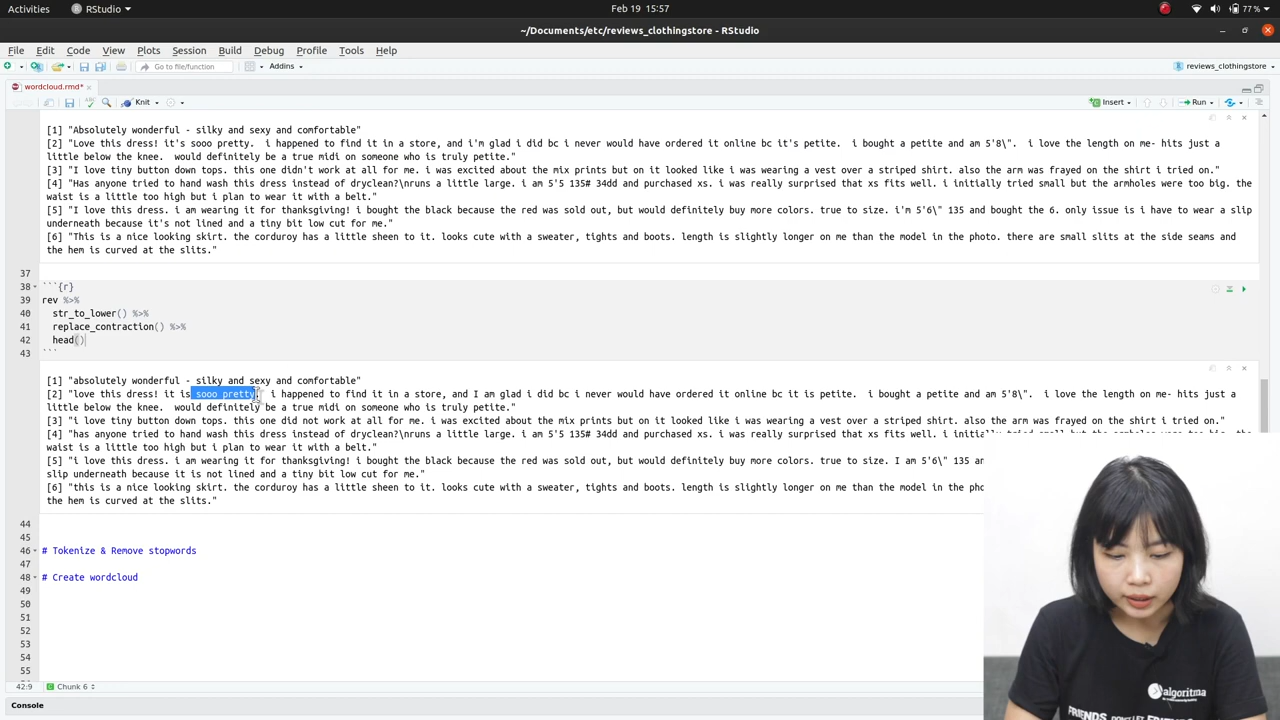 Activities RStudio Feb 19 15:57 77%
~/Documents/etc/reviews_clothingstore - RStudio
File Edit Code View Plots Session Build Debug Profile Tools Help
Go to file/function Addins reviews_clothingstore
wordcloud.rmd*
Knit Insert Run
[1] "Absolutely wonderful - silky and sexy and comfortable"
[2] "Love this dress! it's sooo pretty.  i happened to find it in a store, and i'm glad i did bc i never would have ordered it online bc it's petite.  i bought a petite and am 5'8\".  i love the length on me- hits just a
little below the knee.  would definitely be a true midi on someone who is truly petite."
[3] "I love tiny button down tops. this one didn't work at all for me. i was excited about the mix prints but on it looked like i was wearing a vest over a striped shirt. also the arm was frayed on the shirt i tried on."
[4] "Has anyone tried to hand wash this dress instead of dryclean?\nruns a little large. i am 5'5 135# 34dd and purchased xs. i was really surprised that xs fits well. i initially tried small but the armholes were too big. the
waist is a little too high but i plan to wear it with a belt."
[5] "I love this dress. i am wearing it for thanksgiving! i bought the black because the red was sold out, but would definitely buy more colors. true to size. i'm 5'6\" 135 and bought the 6. only issue is i have to wear a slip
underneath because it's not lined and a tiny bit low cut for me."
[6] "This is a nice looking skirt. the corduroy has a little sheen to it. looks cute with a sweater, tights and boots. length is slightly longer on me than the model in the photo. there are small slits at the side seams and
the hem is curved at the slits."
37
38 ```{r}
39 rev %>%
40 str_to_lower() %>%
41 replace_contraction() %>%
42 head()
43 ```
[1] "absolutely wonderful - silky and sexy and comfortable"
[2] "love this dress! it is sooo pretty.  i happened to find it in a store, and I am glad i did bc i never would have ordered it online bc it is petite.  i bought a petite and am 5'8\".  i love the length on me- hits just a
little below the knee.  would definitely be a true midi on someone who is truly petite."
[3] "i love tiny button down tops. this one did not work at all for me. i was excited about the mix prints but on it looked like i was wearing a vest over a striped shirt. also the arm was frayed on the shirt i tried on."
[4] "has anyone tried to hand wash this dress instead of dryclean?\nruns a little large. i am 5'5 135# 34dd and purchased xs. i was really surprised that xs fits well. i initially tried small but the armholes were too big. the
waist is a little too high but i plan to wear it with a belt."
[5] "i love this dress. i am wearing it for thanksgiving! i bought the black because the red was sold out, but would definitely buy more colors. true to size. I am 5'6\" 135 an
slip underneath because it is not lined and a tiny bit low cut for me."
[6] "this is a nice looking skirt. the corduroy has a little sheen to it. looks cute with a sweater, tights and boots. length is slightly longer on me than the model in the pho
the hem is curved at the slits."
44
45
46 # Tokenize & Remove stopwords
47
48 # Create wordcloud
49
50
51
52
53
54
55
42:9 Chunk 6
Console
algoritma